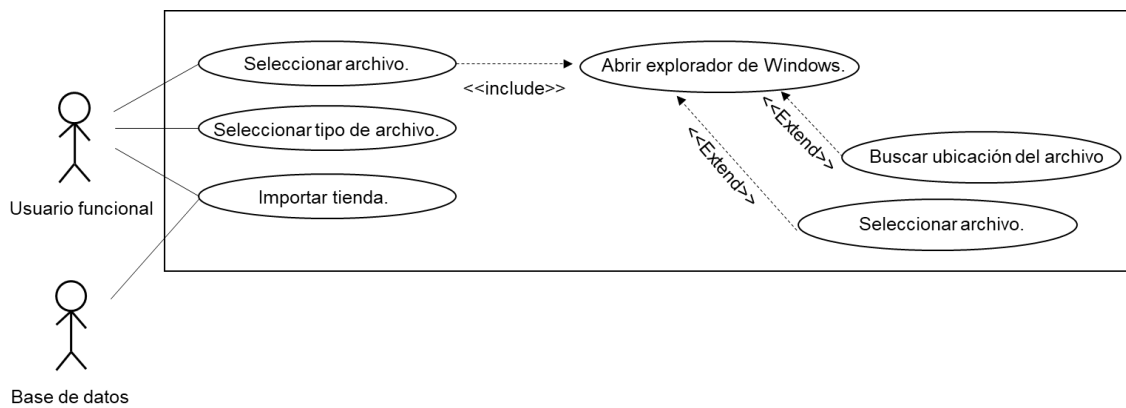 Seleccionar archivo.
<<include>>
Abrir explorador de Windows.
Seleccionar tipo de archivo.
<<Extend>>
<<Extend>>
Buscar ubicación del archivo
Importar tienda.
Seleccionar archivo.
Usuario funcional
Base de datos